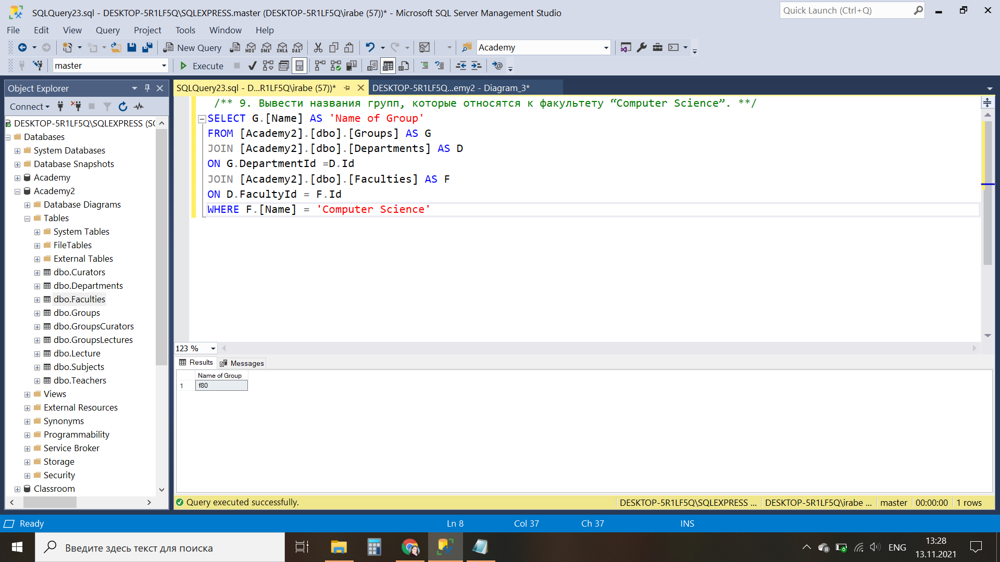 SQLQuery23.sql - DESKTOP-5R1LF5Q\SQLEXPRESS.master (DESKTOP-5R1LF5Q\irabe (57))* - Microsoft SQL Server Management Studio
Quick Launch (Ctrl+Q)
File Edit View Query Project Tools Window Help
New Query
MDX DMX XMLA DAX
Academy
master
Execute
Object Explorer
SQLQuery23.sql - D...R1LF5Q\irabe (57))*
DESKTOP-5R1LF5Q...emy2 - Diagram_3*
Connect
DESKTOP-5R1LF5Q\SQLEXPRESS (SC
Databases
System Databases
Database Snapshots
Academy
Academy2
Database Diagrams
Tables
System Tables
FileTables
External Tables
dbo.Curators
dbo.Departments
dbo.Faculties
dbo.Groups
dbo.GroupsCurators
dbo.GroupsLectures
dbo.Lecture
dbo.Subjects
dbo.Teachers
Views
External Resources
Synonyms
Programmability
Service Broker
Storage
Security
Classroom
/** 9. Вывести названия групп, которые относятся к факультету “Computer Science”. **/
SELECT G.[Name] AS 'Name of Group'
FROM [Academy2].[dbo].[Groups] AS G
JOIN [Academy2].[dbo].[Departments] AS D
ON G.DepartmentId =D.Id
JOIN [Academy2].[dbo].[Faculties] AS F
ON D.FacultyId = F.Id
WHERE F.[Name] = 'Computer Science'
123 %
Results Messages
Name of Group
1 f80
Query executed successfully.
DESKTOP-5R1LF5Q\SQLEXPRESS ... DESKTOP-5R1LF5Q\irabe ... master 00:00:00 1 rows
Ready Ln 8 Col 37 Ch 37 INS
Введите здесь текст для поиска
ENG
13:28
13.11.2021